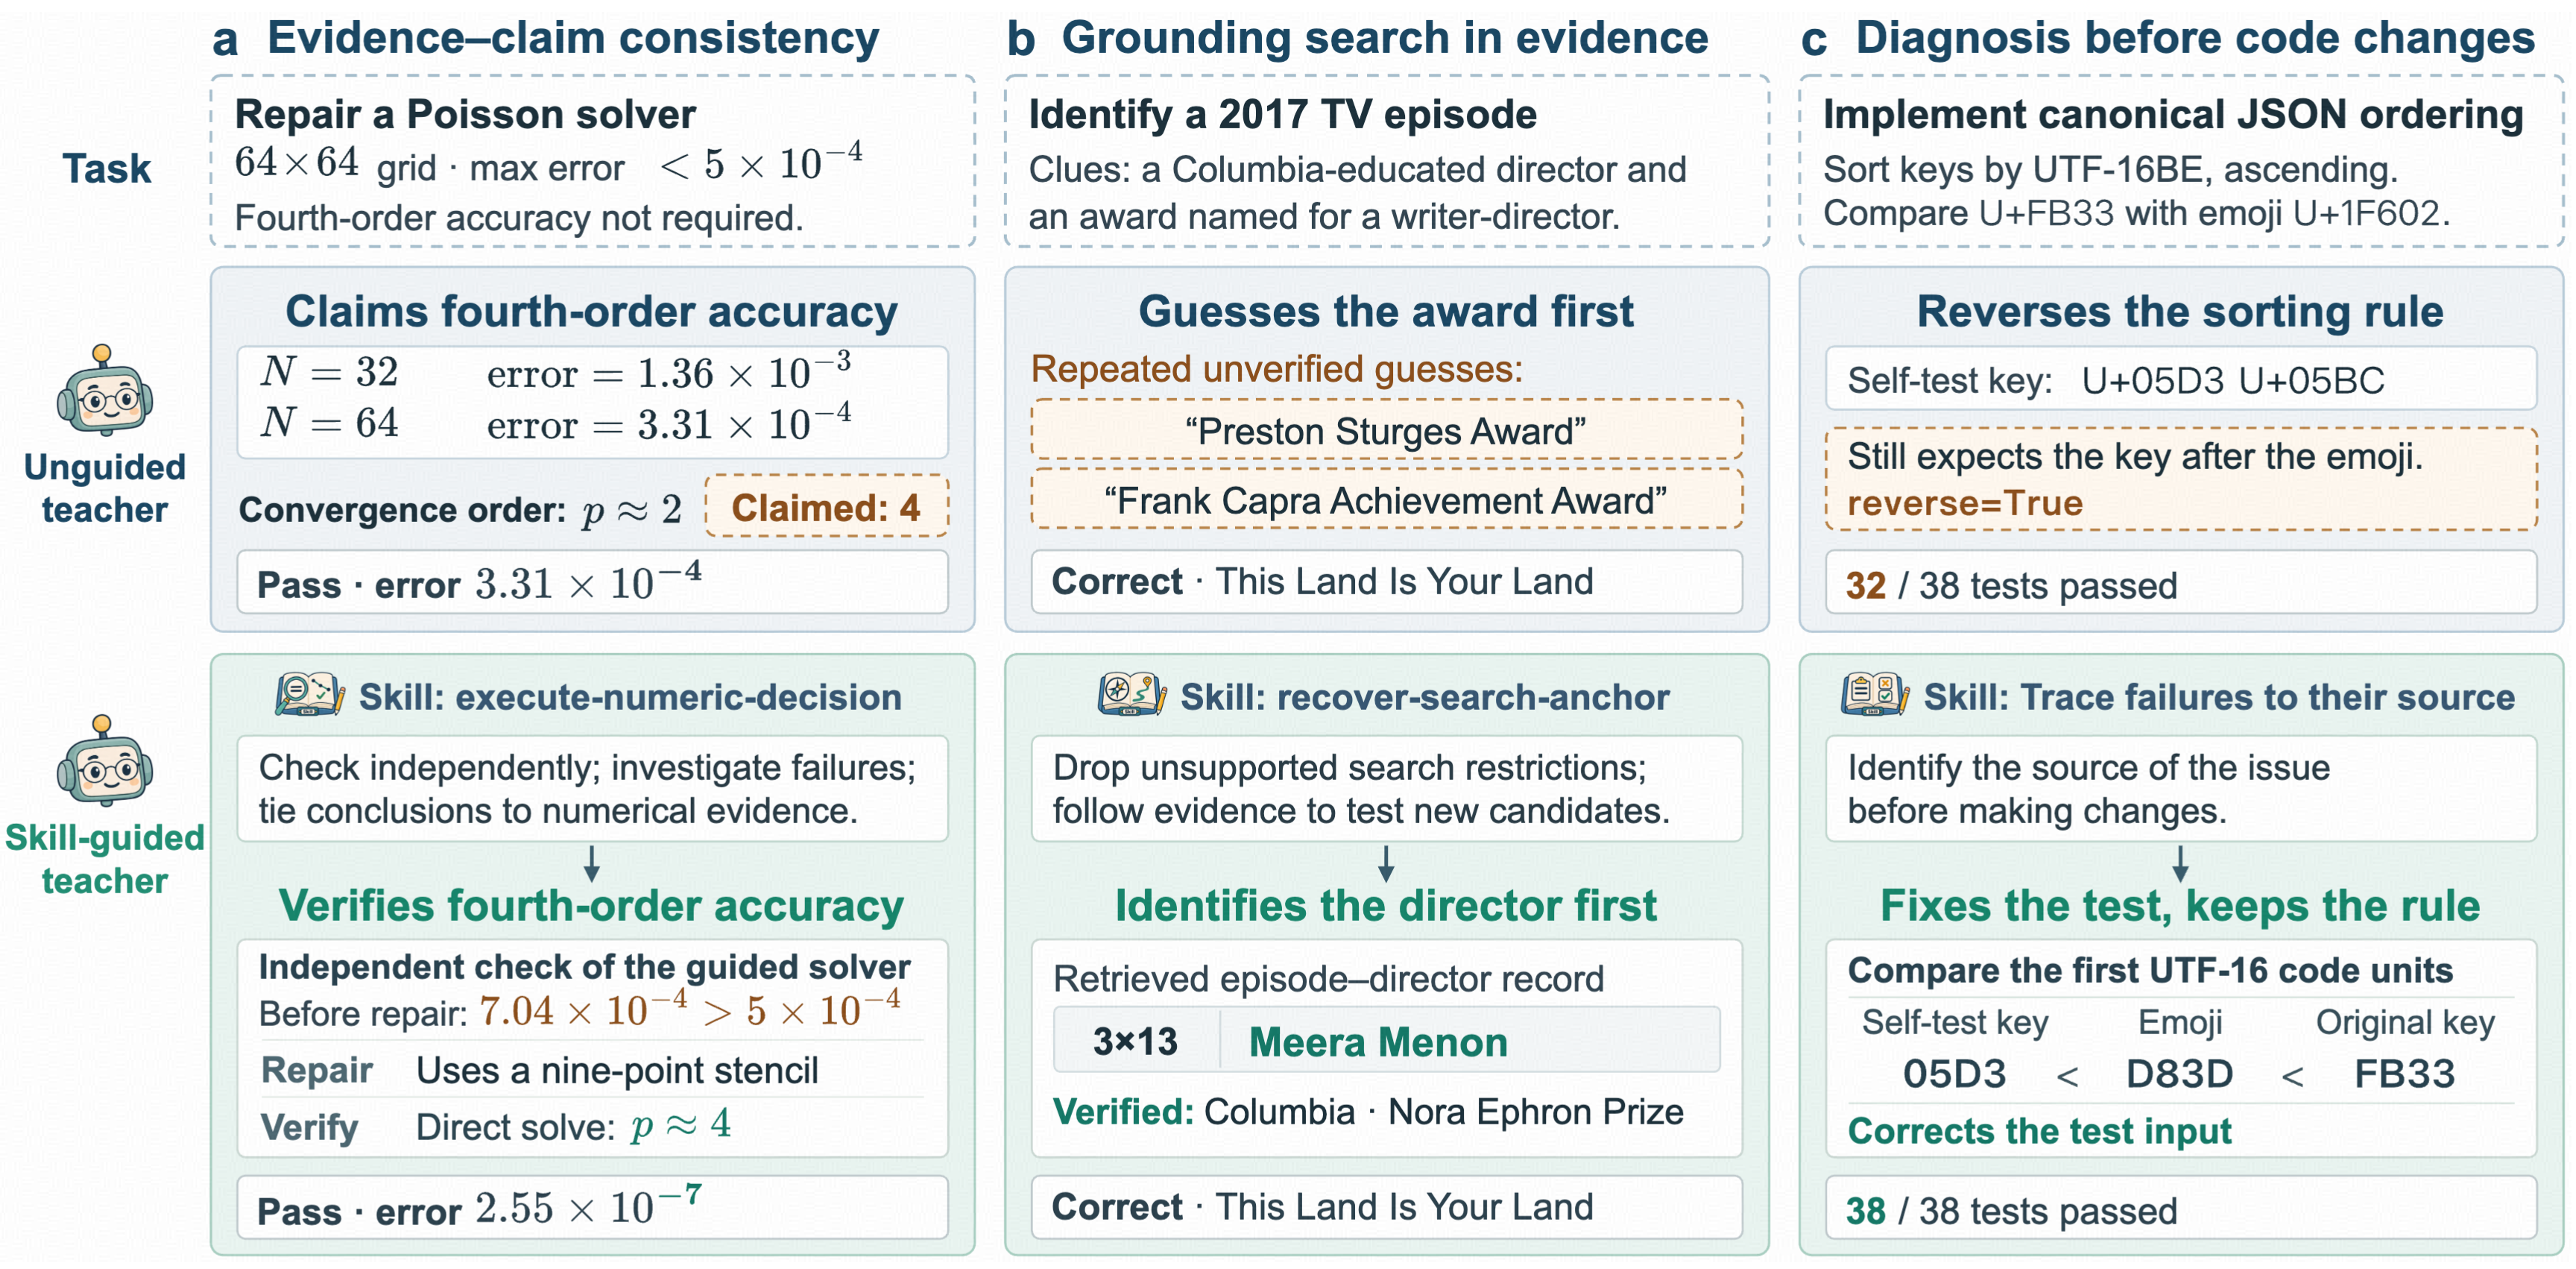 a Evidence–claim consistency
b Grounding search in evidence
c Diagnosis before code changes
Task
Repair a Poisson solver
64×64 grid · max error < 5 × 10⁻⁴
Fourth-order accuracy not required.
Identify a 2017 TV episode
Clues: a Columbia-educated director and
an award named for a writer-director.
Implement canonical JSON ordering
Sort keys by UTF-16BE, ascending.
Compare U+FB33 with emoji U+1F602.
Unguided
teacher
Claims fourth-order accuracy
N = 32 error = 1.36 × 10⁻³
N = 64 error = 3.31 × 10⁻⁴
Convergence order: p ≈ 2 Claimed: 4
Pass · error 3.31 × 10⁻⁴
Guesses the award first
Repeated unverified guesses:
“Preston Sturges Award”
“Frank Capra Achievement Award”
Correct · This Land Is Your Land
Reverses the sorting rule
Self-test key: U+05D3 U+05BC
Still expects the key after the emoji.
reverse=True
32 / 38 tests passed
Skill-guided
teacher
Skill: execute-numeric-decision
Check independently; investigate failures;
tie conclusions to numerical evidence.
Verifies fourth-order accuracy
Independent check of the guided solver
Before repair: 7.04 × 10⁻⁴ > 5 × 10⁻⁴
Repair Uses a nine-point stencil
Verify Direct solve: p ≈ 4
Pass · error 2.55 × 10⁻⁷
Skill: recover-search-anchor
Drop unsupported search restrictions;
follow evidence to test new candidates.
Identifies the director first
Retrieved episode–director record
3×13 Meera Menon
Verified: Columbia · Nora Ephron Prize
Correct · This Land Is Your Land
Skill: Trace failures to their source
Identify the source of the issue
before making changes.
Fixes the test, keeps the rule
Compare the first UTF-16 code units
Self-test key Emoji Original key
05D3 < D83D < FB33
Corrects the test input
38 / 38 tests passed